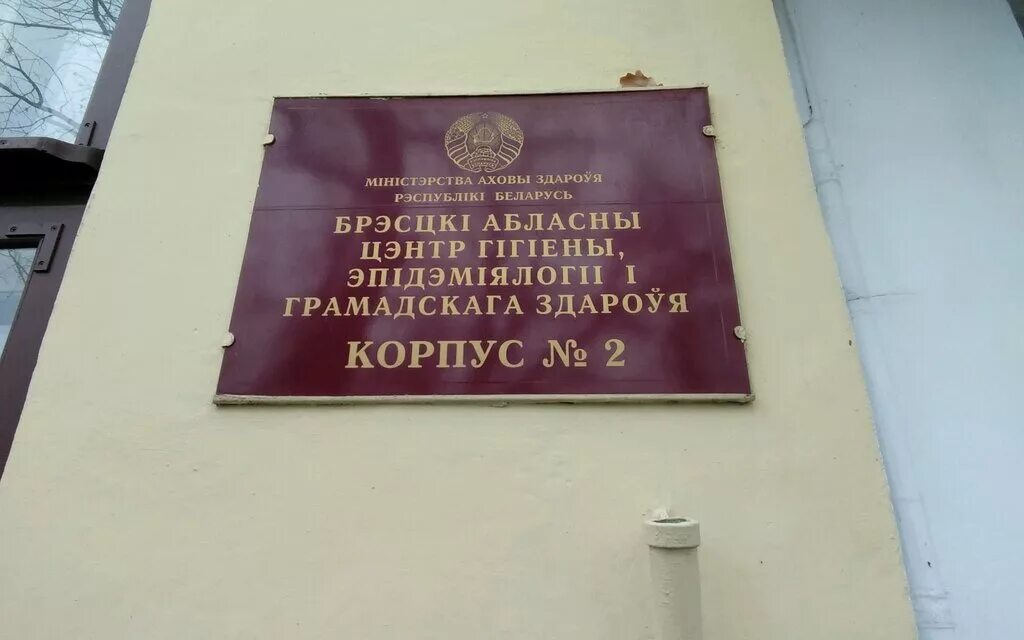 МІНІСТЭРСТВА АХОВЫ ЗДАРОЎЯ
РЭСПУБЛІКІ БЕЛАРУСЬ
БРЭСЦКІ АБЛАСНЫ
ЦЭНТР ГІГІЕНЫ,
ЭПІДЭМІЯЛОГІІ І
ГРАМАДСКАГА ЗДАРОЎЯ
КОРПУС № 2